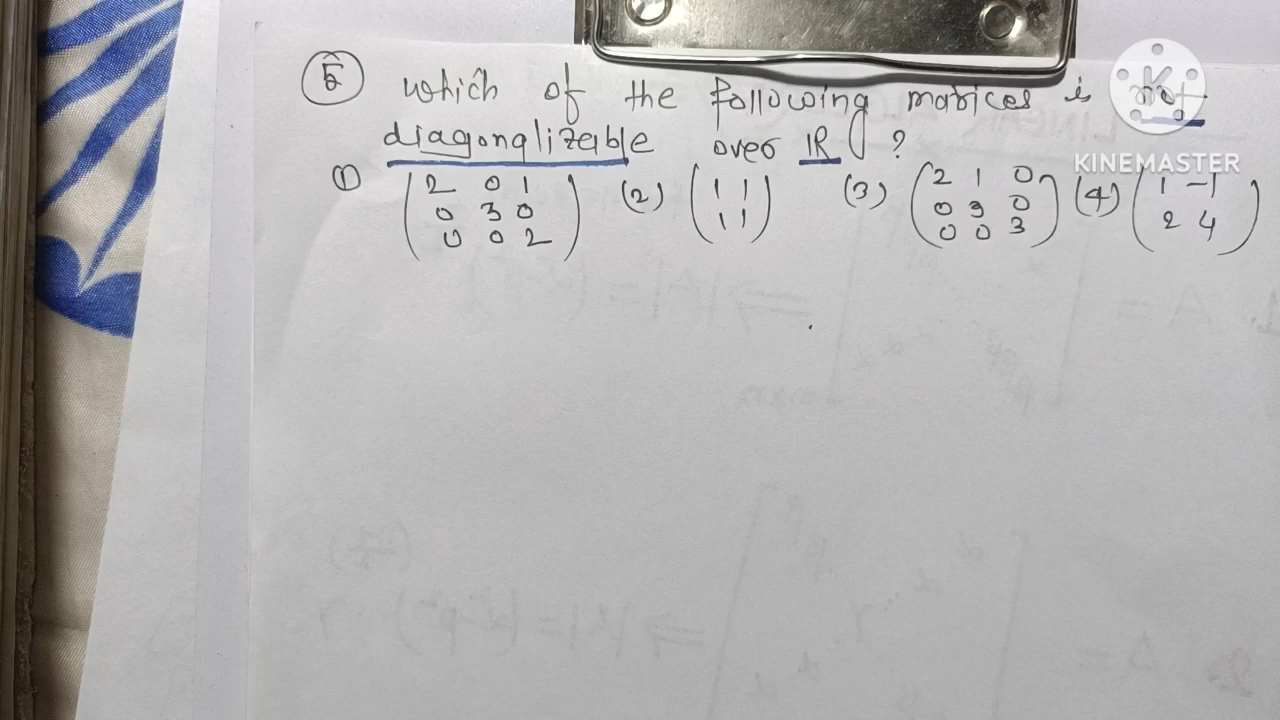 5 which of the following matrices is not
diagonalizable over IR ?
① (2 0 1 (2) (1 1 (3) (2 1 0 (4) (1 -1
0 3 0 1 1) 0 3 0 2 4)
0 0 2) 0 0 3)
KINEMASTER